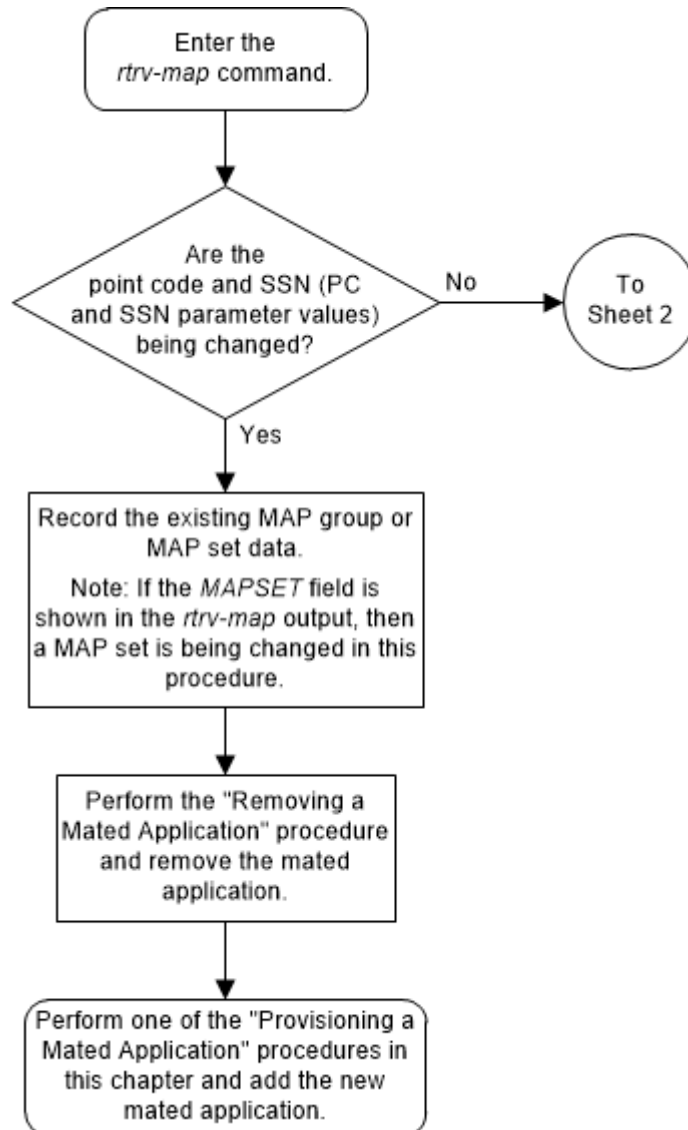 Enter the
rtrv-map command.
Are the
point code and SSN (PC
and SSN parameter values)
being changed?
No
To
Sheet 2
Yes
Record the existing MAP group or
MAP set data.
Note: If the MAPSET field is
shown in the rtrv-map output, then
a MAP set is being changed in this
procedure.
Perform the "Removing a
Mated Application" procedure
and remove the mated
application.
Perform one of the "Provisioning a
Mated Application" procedures in
this chapter and add the new
mated application.